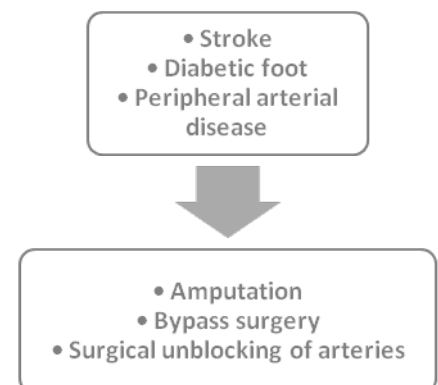 • Stroke
• Diabetic foot
• Peripheral arterial
disease
• Amputation
• Bypass surgery
• Surgical unblocking of arteries